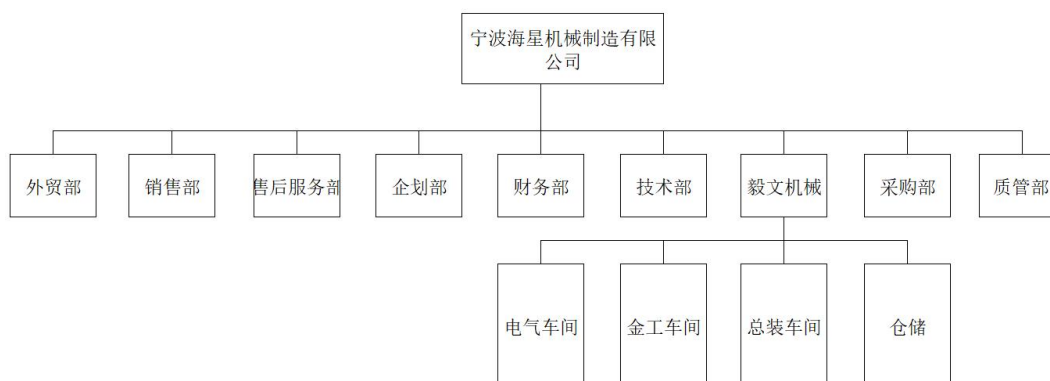 宁波海星机械制造有限
公司
外贸部
销售部
售后服务部
企划部
财务部
技术部
毅文机械
采购部
质管部
电气车间
金工车间
总装车间
仓储